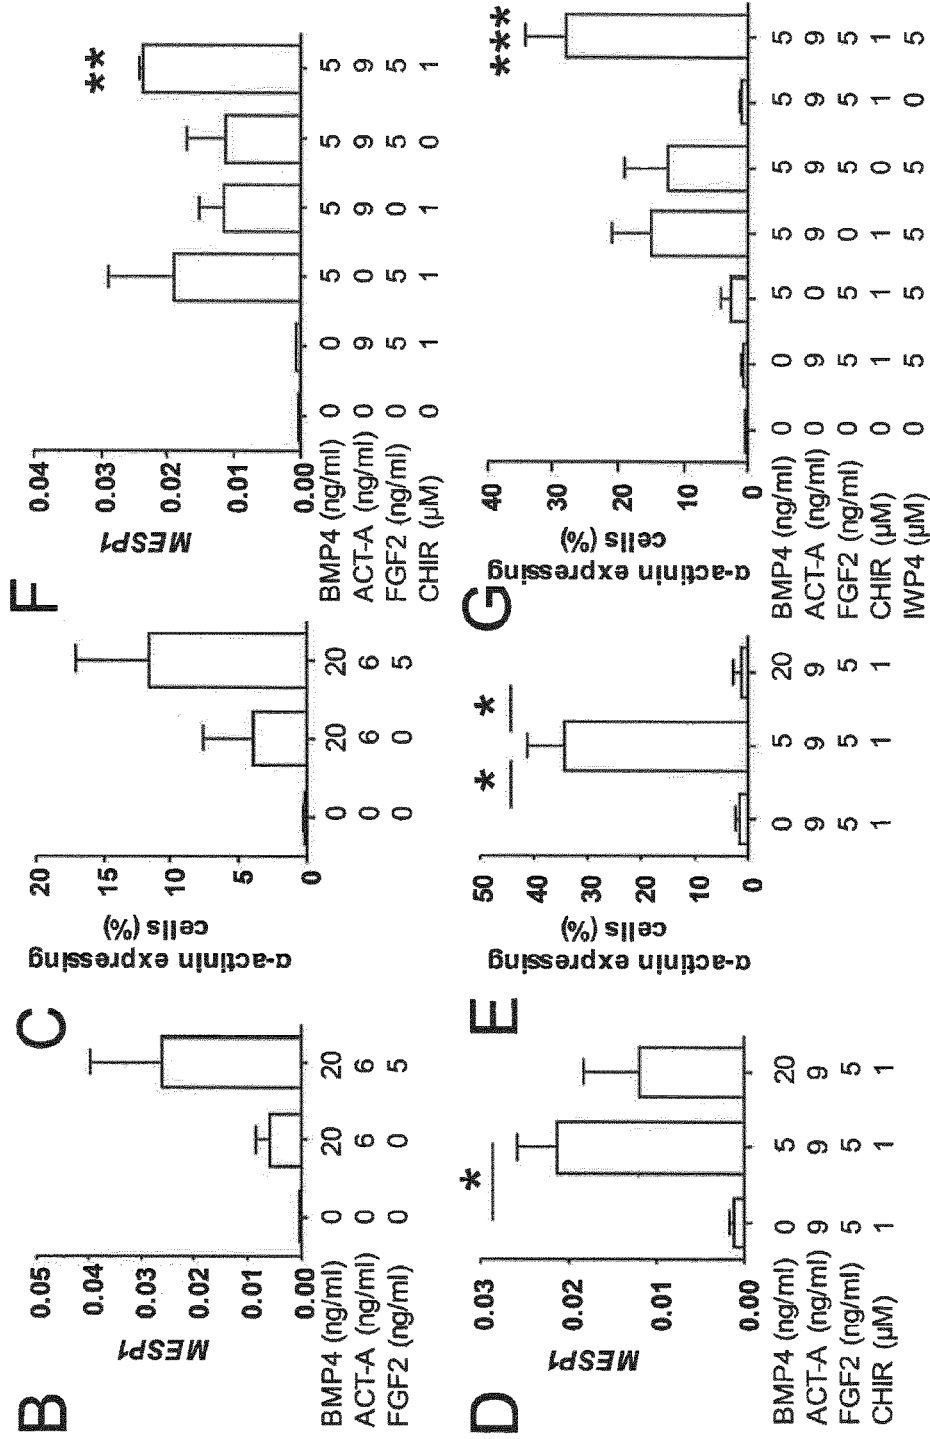 B
MESP1
0.05
0.04
0.03
0.02
0.01
0.00
BMP4 (ng/ml) 0 20 20
ACT-A (ng/ml) 0 6 6
FGF2 (ng/ml) 0 0 5
C
α-actinin expressing
cells (%)
20
15
10
5
0
0 20 20
0 6 6
0 0 5
D
MESP1
0.03
0.02
0.01
0.00
*
BMP4 (ng/ml) 0 5 20
ACT-A (ng/ml) 9 9 9
FGF2 (ng/ml) 5 5 5
CHIR (µM) 1 1 1
E
α-actinin expressing
cells (%)
50
40
30
20
10
0
* *
0 5 20
9 9 9
5 5 5
1 1 1
F
MESP1
0.04
0.03
0.02
0.01
0.00
**
BMP4 (ng/ml) 0 0 5 5 5 5
ACT-A (ng/ml) 0 9 0 9 9 9
FGF2 (ng/ml) 0 5 5 0 5 5
CHIR (µM) 0 1 1 1 0 1
G
α-actinin expressing
cells (%)
40
30
20
10
0
***
BMP4 (ng/ml) 0 0 5 5 5 5 5
ACT-A (ng/ml) 0 9 0 9 9 9 9
FGF2 (ng/ml) 0 5 5 0 5 5 5
CHIR (µM) 0 1 1 1 0 1 1
IWP4 (µM) 0 5 5 5 5 0 5